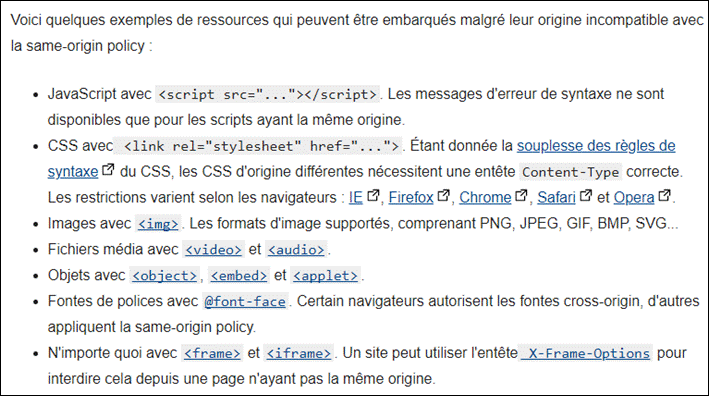 Voici quelques exemples de ressources qui peuvent être embarqués malgré leur origine incompatible avec
la same-origin policy :
• JavaScript avec <script src="..."></script>. Les messages d'erreur de syntaxe ne sont
disponibles que pour les scripts ayant la même origine.
• CSS avec <link rel="stylesheet" href="...">. Étant donnée la souplesse des règles de
syntaxe du CSS, les CSS d'origine différentes nécessitent une entête Content-Type correcte.
Les restrictions varient selon les navigateurs : IE, Firefox, Chrome, Safari et Opera.
• Images avec <img>. Les formats d'image supportés, comprenant PNG, JPEG, GIF, BMP, SVG...
• Fichiers média avec <video> et <audio>.
• Objets avec <object>, <embed> et <applet>.
• Fontes de polices avec @font-face. Certain navigateurs autorisent les fontes cross-origin, d'autres
appliquent la same-origin policy.
• N'importe quoi avec <frame> et <iframe>. Un site peut utiliser l'entête X-Frame-Options pour
interdire cela depuis une page n'ayant pas la même origine.